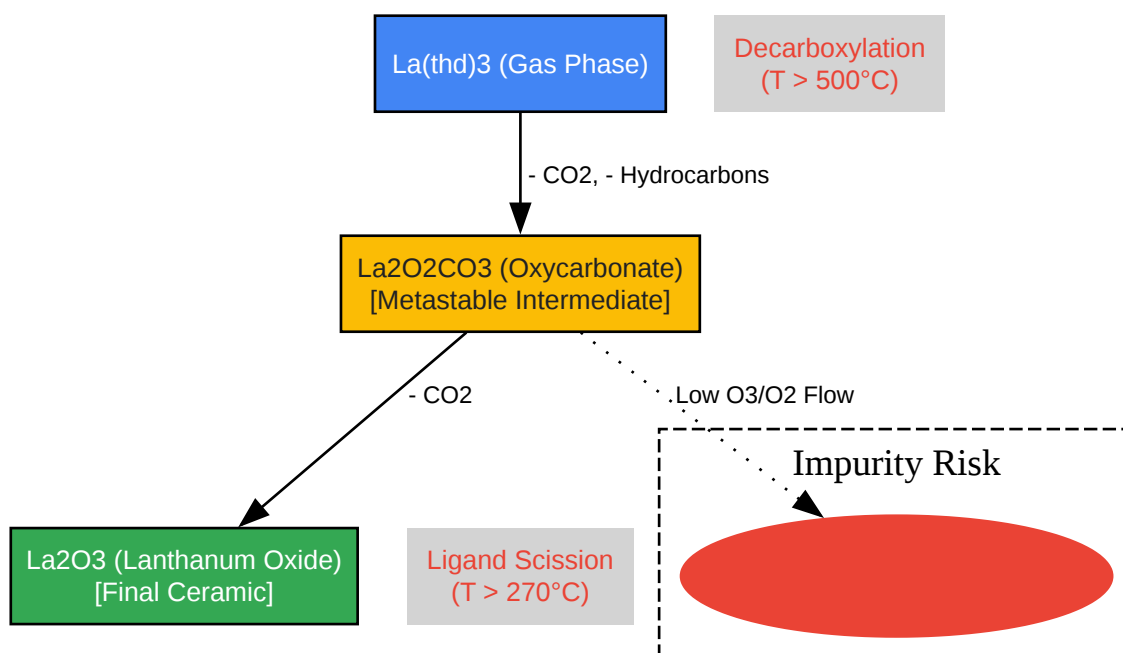 La(thd)3 (Gas Phase)
Decarboxylation
(T > 500°C)
- CO2, - Hydrocarbons
La2O2CO3 (Oxycarbonate)
[Metastable Intermediate]
- CO2
Low O3/O2 Flow
Impurity Risk
La2O3 (Lanthanum Oxide)
[Final Ceramic]
Ligand Scission
(T > 270°C)